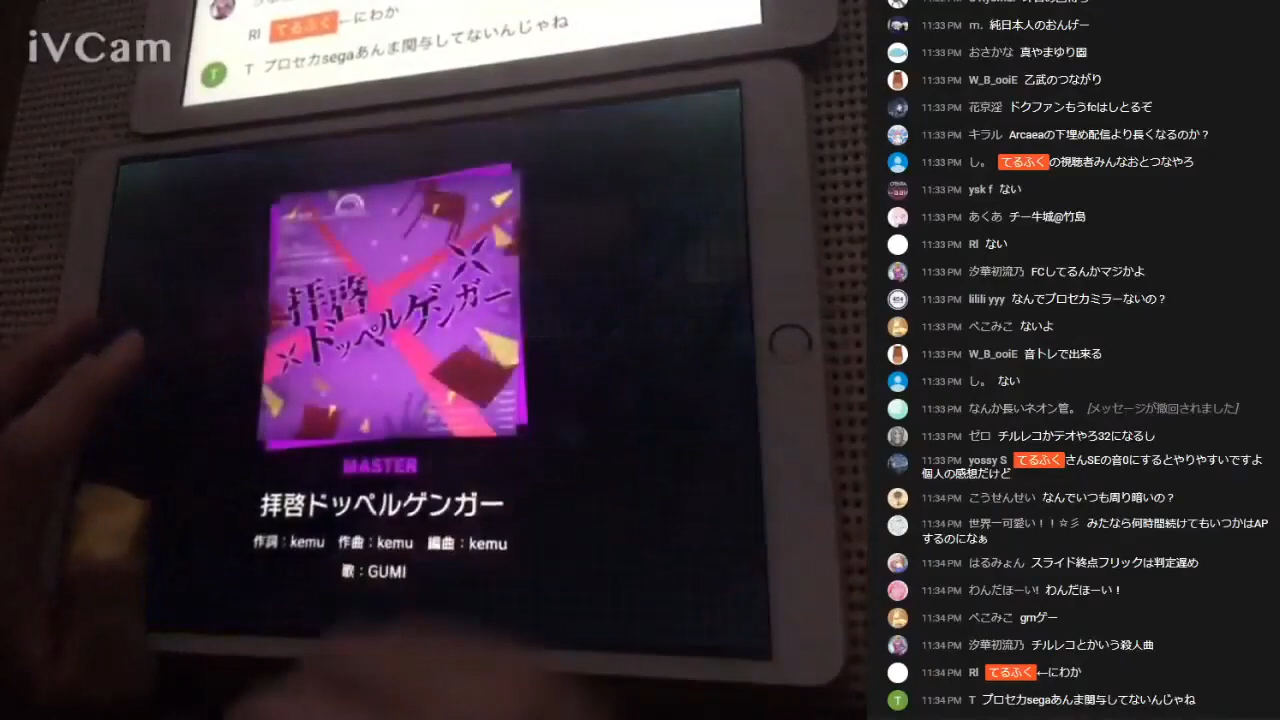 iVCam
RI てるふく←にわか
T T プロセカsegaあんま関与してないんじゃね
拝啓
ドッペルゲンガー
MASTER
拝啓ドッペルゲンガー
作詞：kemu 作曲：kemu 編曲：kemu
歌：GUMI
11:33 PM m. 純日本人のおんげー
11:33 PM おさかな 真やまゆり園
11:33 PM W_B_ooiE 乙武のつながり
11:33 PM 花京淫 ドクファンもうfcはしとるぞ
11:33 PM キラル Arcaeaの下埋め配信より長くなるのか？
11:33 PM し。 てるふくの視聴者みんなおとつなやろ
11:33 PM ysk f ない
11:33 PM あくあ チー牛城@竹島
11:33 PM RI ない
11:33 PM 汐華初流乃 FCしてるんかマジかよ
11:33 PM lilili yyy なんでプロセカミラーないの？
11:33 PM ぺこみこ ないよ
11:33 PM W_B_ooiE 音トレで出来る
11:33 PM し。 ない
11:33 PM なんか長いネオン管。 [メッセージが撤回されました]
11:33 PM ゼロ チルレコかテオやろ32になるし
11:33 PM yossy S てるふくさんSEの音0にするとやりやすいですよ
個人の感想だけど
11:34 PM こうせんせい なんでいつも周り暗いの？
11:34 PM 世界一可愛い！！☆彡 みたなら何時間続けてもいつかはAP
するのになぁ
11:34 PM はるみょん スライド終点フリックは判定遅め
11:34 PM わんだほーい! わんだほーい！
11:34 PM ぺこみこ gmゲー
11:34 PM 汐華初流乃 チルレコとかいう殺人曲
11:34 PM RI てるふく←にわか
T 11:34 PM T プロセカsegaあんま関与してないんじゃね